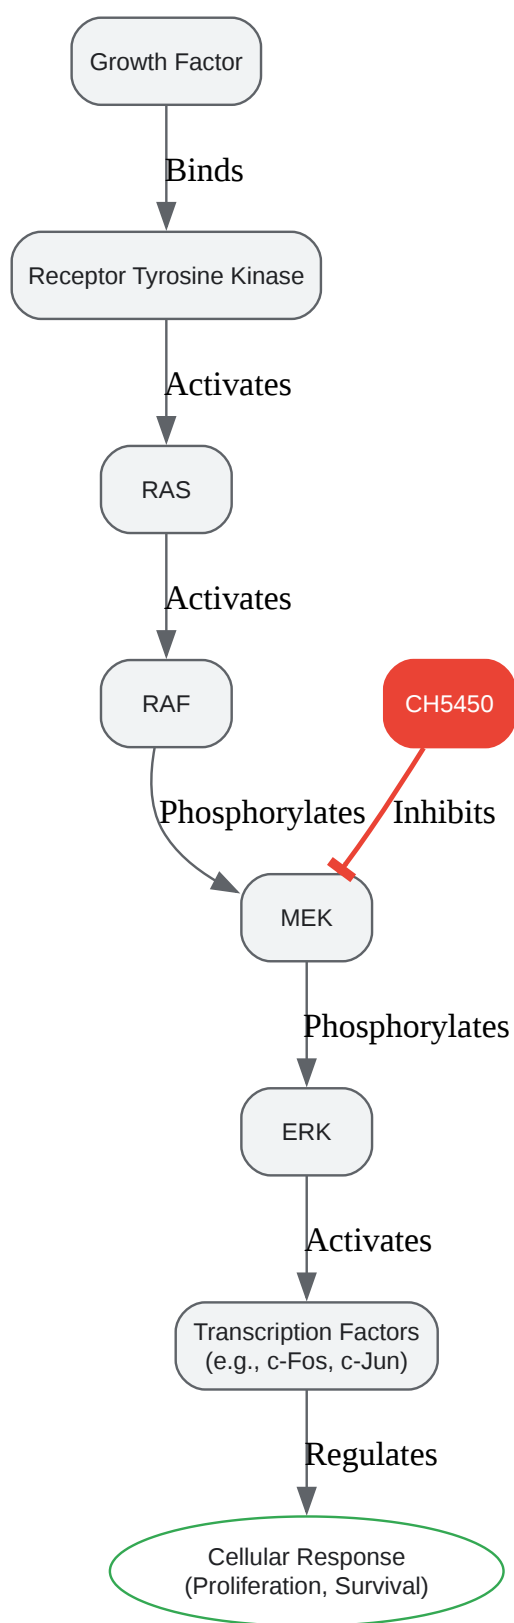 Growth Factor
Binds
Receptor Tyrosine Kinase
Activates
RAS
Activates
RAF
CH5450
Phosphorylates
Inhibits
MEK
Phosphorylates
ERK
Activates
Transcription Factors
(e.g., c-Fos, c-Jun)
Regulates
Cellular Response
(Proliferation, Survival)